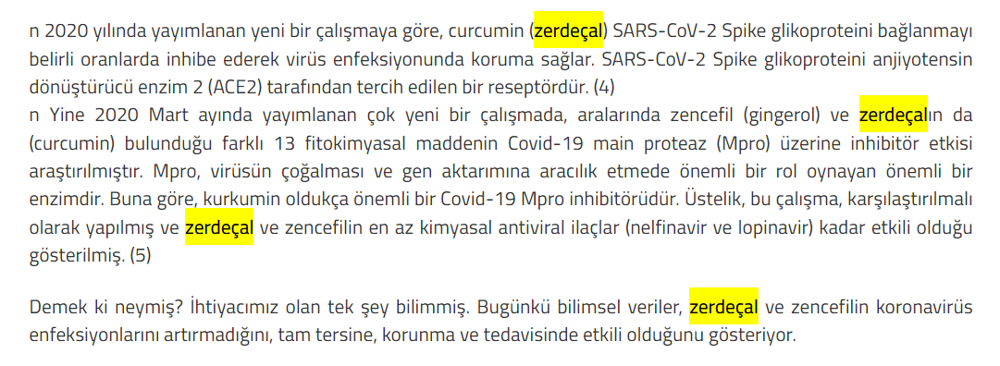 n 2020 yılında yayımlanan yeni bir çalışmaya göre, curcumin (zerdeçal) SARS-CoV-2 Spike glikoproteini bağlanmayı
belirli oranlarda inhibe ederek virüs enfeksiyonunda koruma sağlar. SARS-CoV-2 Spike glikoproteini anjiyotensin
dönüştürücü enzim 2 (ACE2) tarafından tercih edilen bir reseptördür. (4)
n Yine 2020 Mart ayında yayımlanan çok yeni bir çalışmada, aralarında zencefil (gingerol) ve zerdeçalın da
(curcumin) bulunduğu farklı 13 fitokimyasal maddenin Covid-19 main proteaz (Mpro) üzerine inhibitör etkisi
araştırılmıştır. Mpro, virüsün çoğalması ve gen aktarımına aracılık etmede önemli bir rol oynayan önemli bir
enzimdir. Buna göre, kurkumin oldukça önemli bir Covid-19 Mpro inhibitörüdür. Üstelik, bu çalışma, karşılaştırılmalı
olarak yapılmış ve zerdeçal ve zencefilin en az kimyasal antiviral ilaçlar (nelfinavir ve lopinavir) kadar etkili olduğu
gösterilmiş. (5)
Demek ki neymiş? İhtiyacımız olan tek şey bilimmiş. Bugünkü bilimsel veriler, zerdeçal ve zencefilin koronavirüs
enfeksiyonlarını artırmadığını, tam tersine, korunma ve tedavisinde etkili olduğunu gösteriyor.